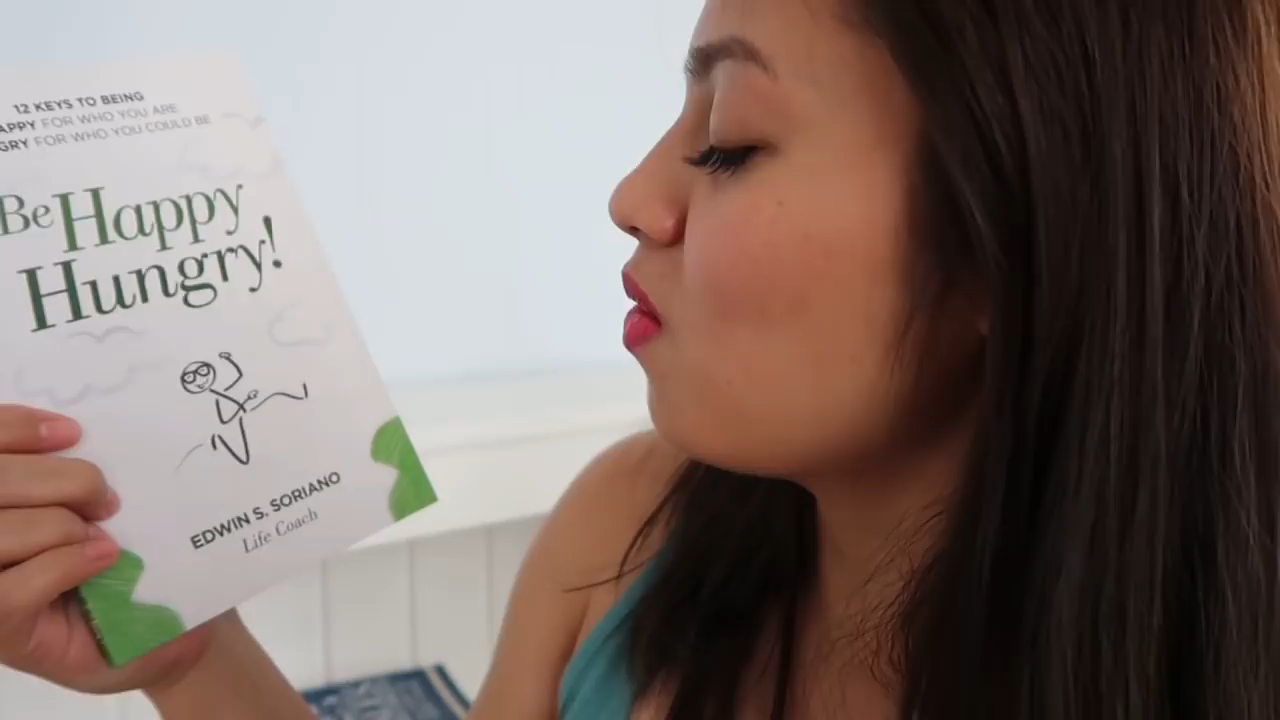 12 KEYS TO BEING
APPY FOR WHO YOU ARE
GRY FOR WHO YOU COULD BE
Be Happy
Hungry!
EDWIN S. SORIANO
Life Coach